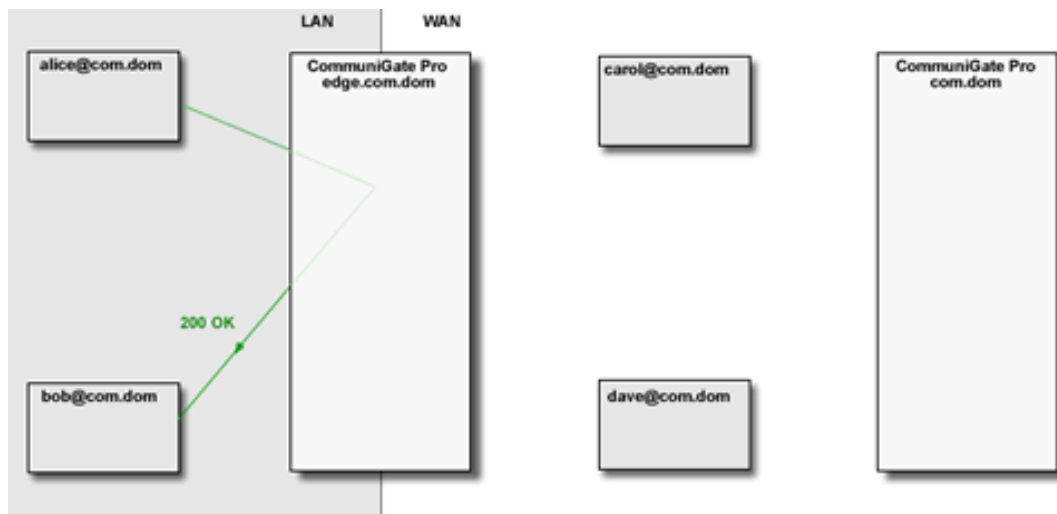 LAN WAN
alice@com.dom
CommuniGate Pro
edge.com.dom
carol@com.dom
CommuniGate Pro
com.dom
200 OK
bob@com.dom
dave@com.dom